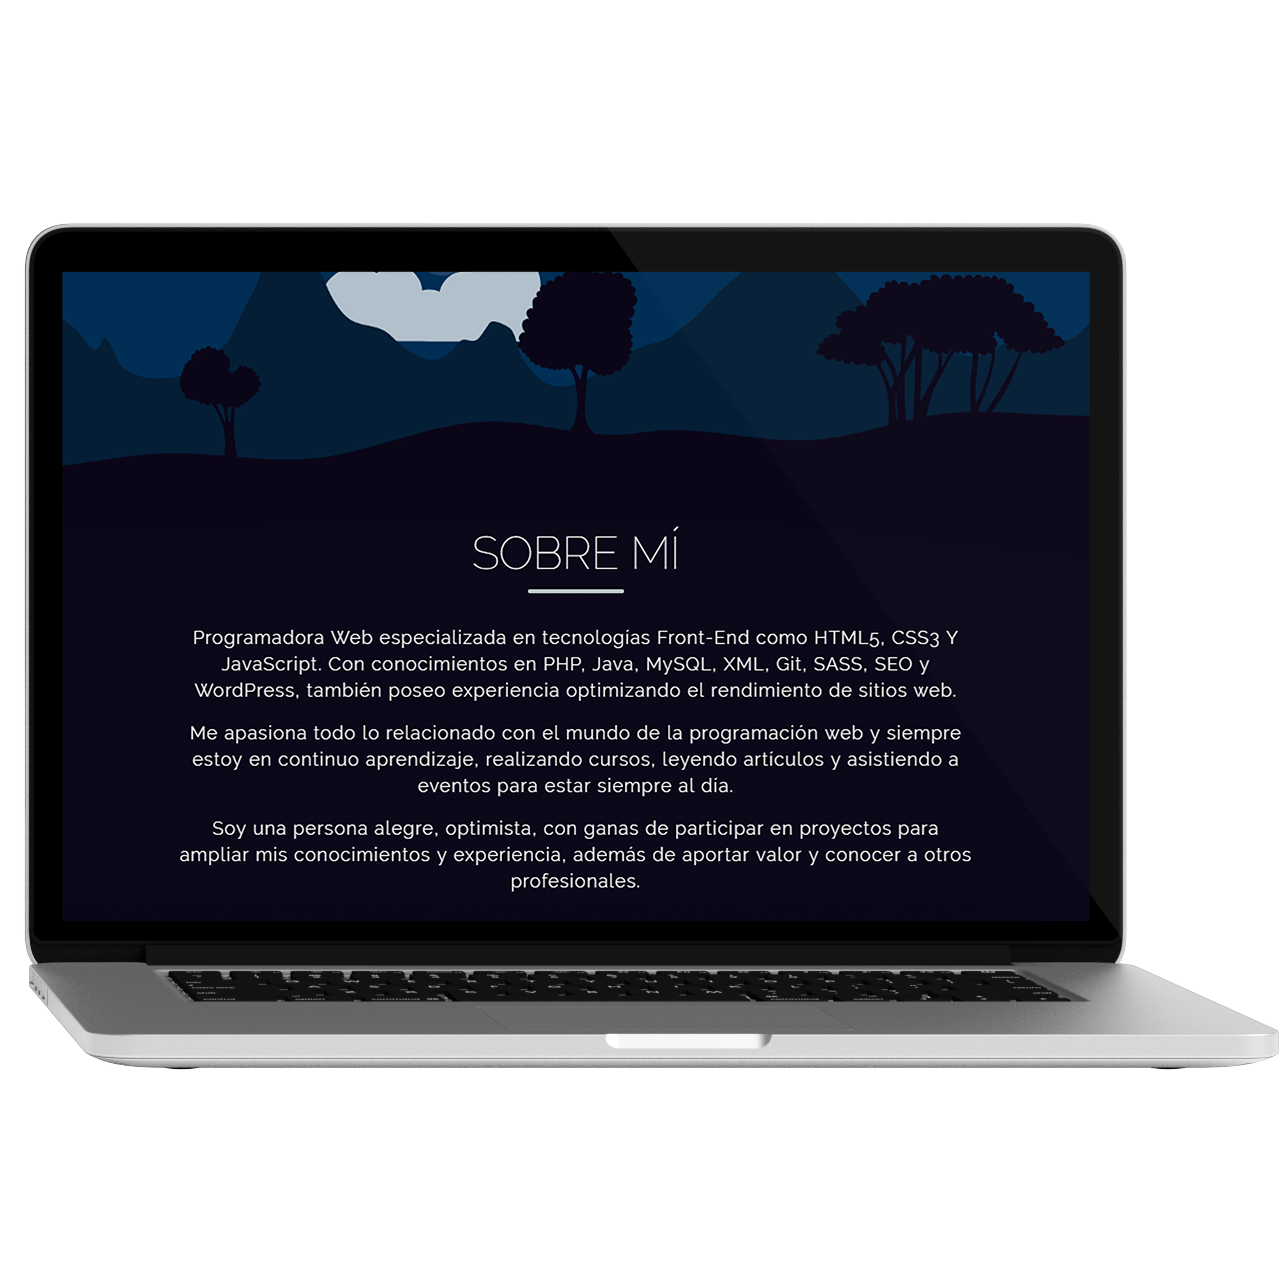 SOBRE MÍ
Programadora Web especializada en tecnologías Front-End como HTML5, CSS3 Y
JavaScript. Con conocimientos en PHP, Java, MySQL, XML, Git, SASS, SEO y
WordPress, también poseo experiencia optimizando el rendimiento de sitios web.
Me apasiona todo lo relacionado con el mundo de la programación web y siempre
estoy en continuo aprendizaje, realizando cursos, leyendo artículos y asistiendo a
eventos para estar siempre al día.
Soy una persona alegre, optimista, con ganas de participar en proyectos para
ampliar mis conocimientos y experiencia, además de aportar valor y conocer a otros
profesionales.